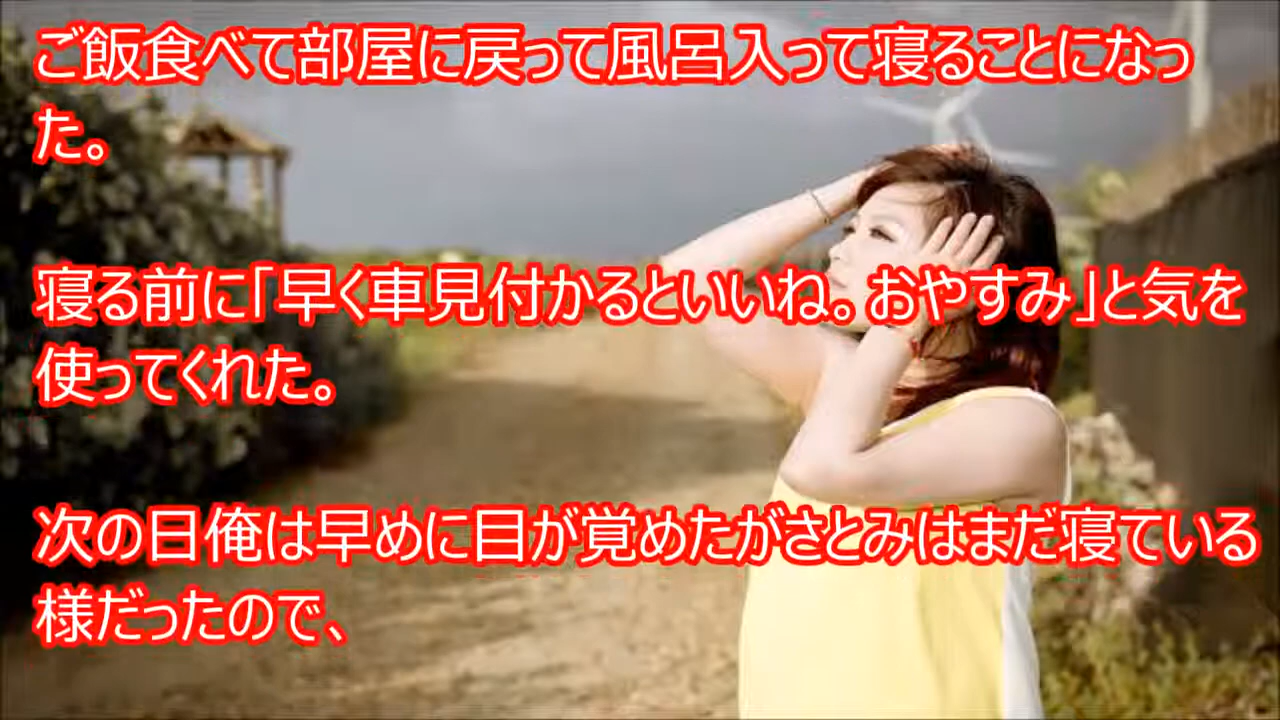 ご飯食べて部屋に戻って風呂入って寝ることになっ
た。
寝る前に「早く車見付かるといいね。おやすみ」と気を
使ってくれた。
次の日俺は早めに目が覚めたがさとみはまだ寝ている
様だったので、